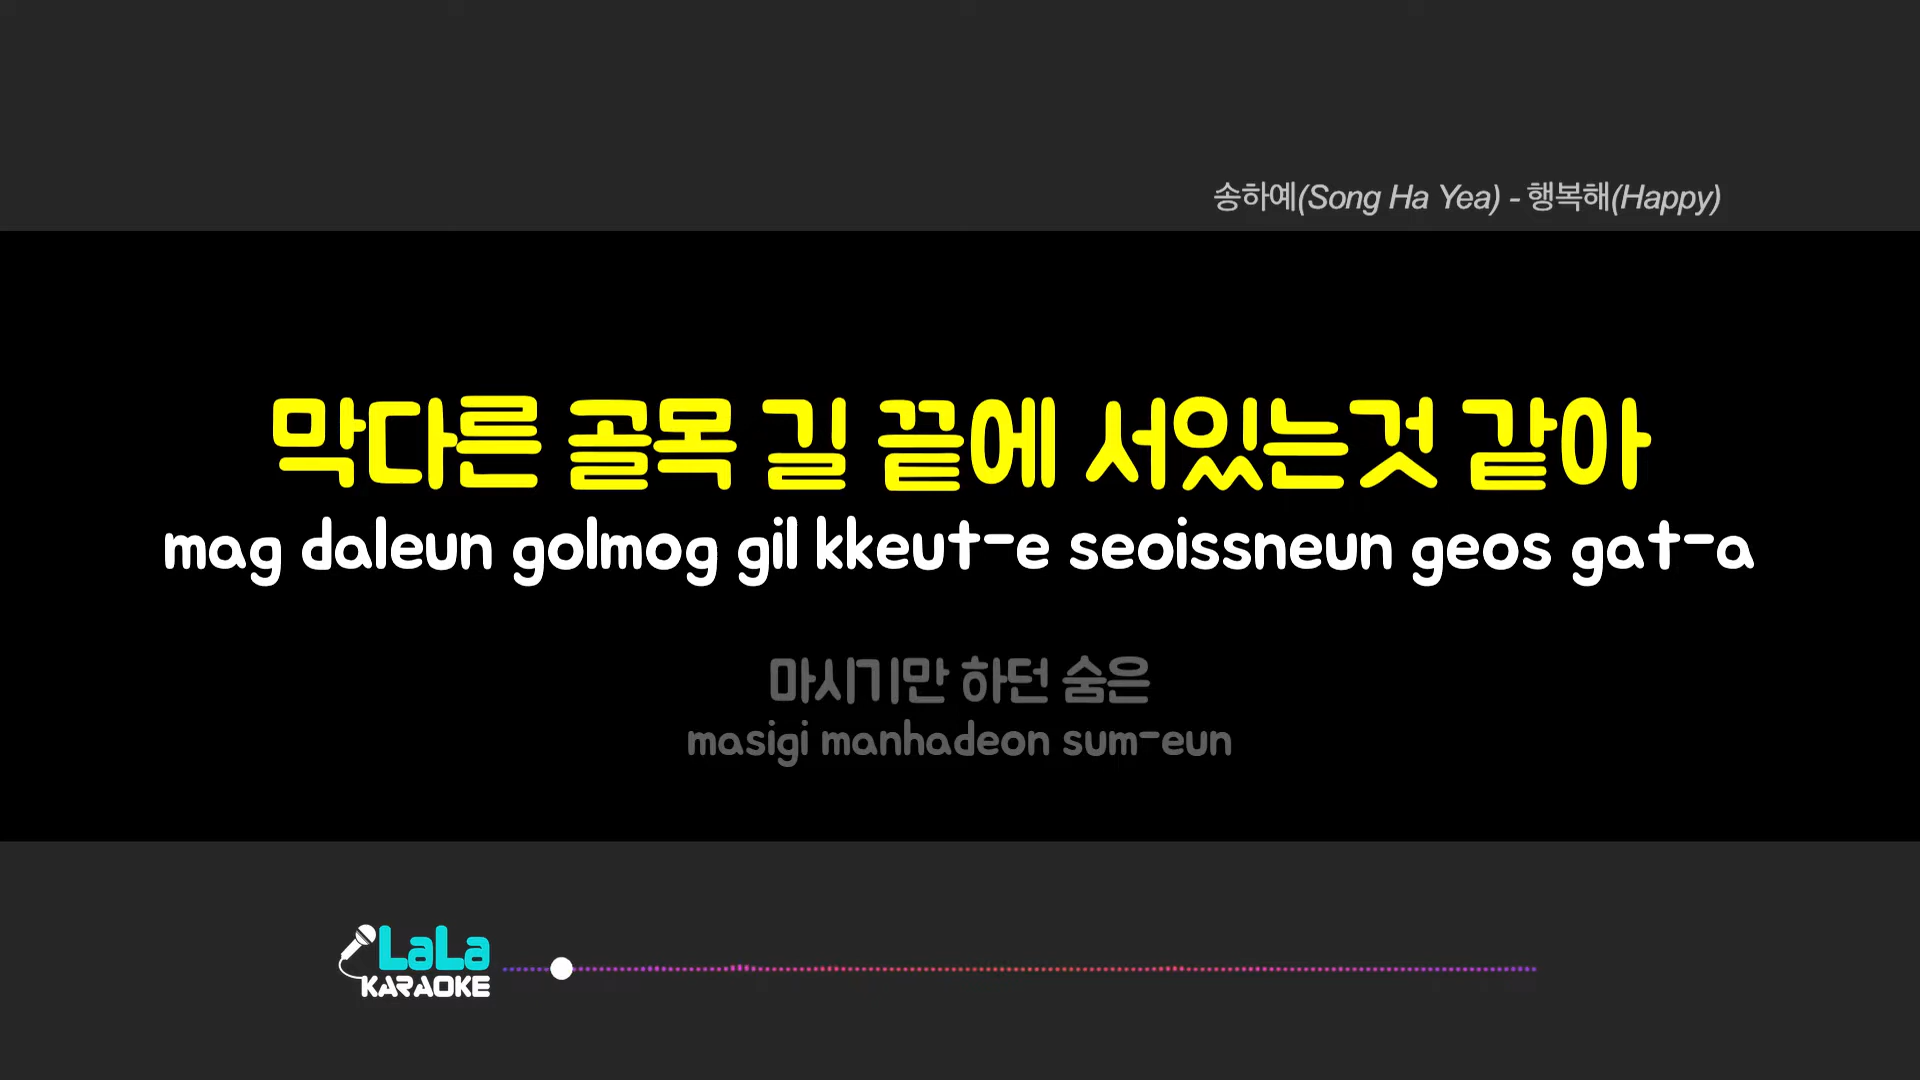 송하예(Song Ha Yea) - 행복해(Happy)
막다른 골목 길 끝에 서있는것 같아
mag daleun golmog gil kkeut-e seoissneun geos gat-a
마시기만 하던 숨은
masigi manhadeon sum-eun
LaLa
KARAOKE